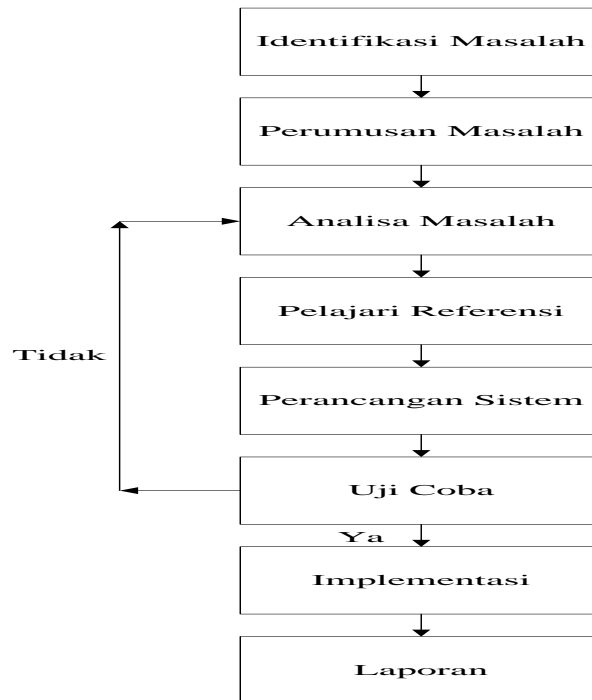 Identifikasi Masalah
Perumusan Masalah
Analisa Masalah
Pelajari Referensi
Tidak
Perancangan Sistem
Uji Coba
Ya
Implementasi
Laporan